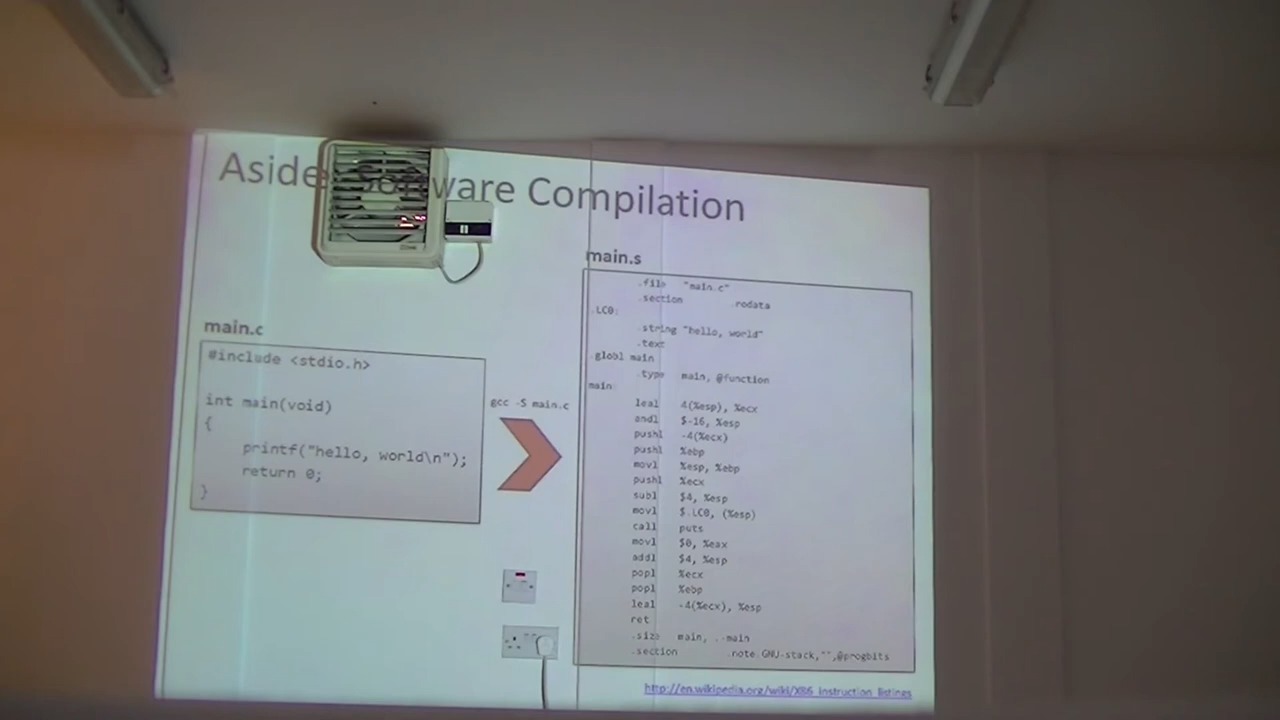 Aside: Software Compilation
main.s
.file "main.c"
.section .rodata
.LC0:
.string "hello, world"
.text
.globl main
.type main, @function
main:
leal 4(%esp), %ecx
andl $-16, %esp
pushl -4(%ecx)
pushl %ebp
movl %esp, %ebp
pushl %ecx
subl $4, %esp
movl $.LC0, (%esp)
call puts
movl $0, %eax
addl $4, %esp
popl %ecx
popl %ebp
leal -4(%ecx), %esp
ret
.size main, .-main
.section .note.GNU-stack,"",@progbits
main.c
#include <stdio.h>
int main(void)
{
printf("hello, world\n");
return 0;
}
gcc -S main.c
http://en.wikipedia.org/wiki/X86_instruction_listings